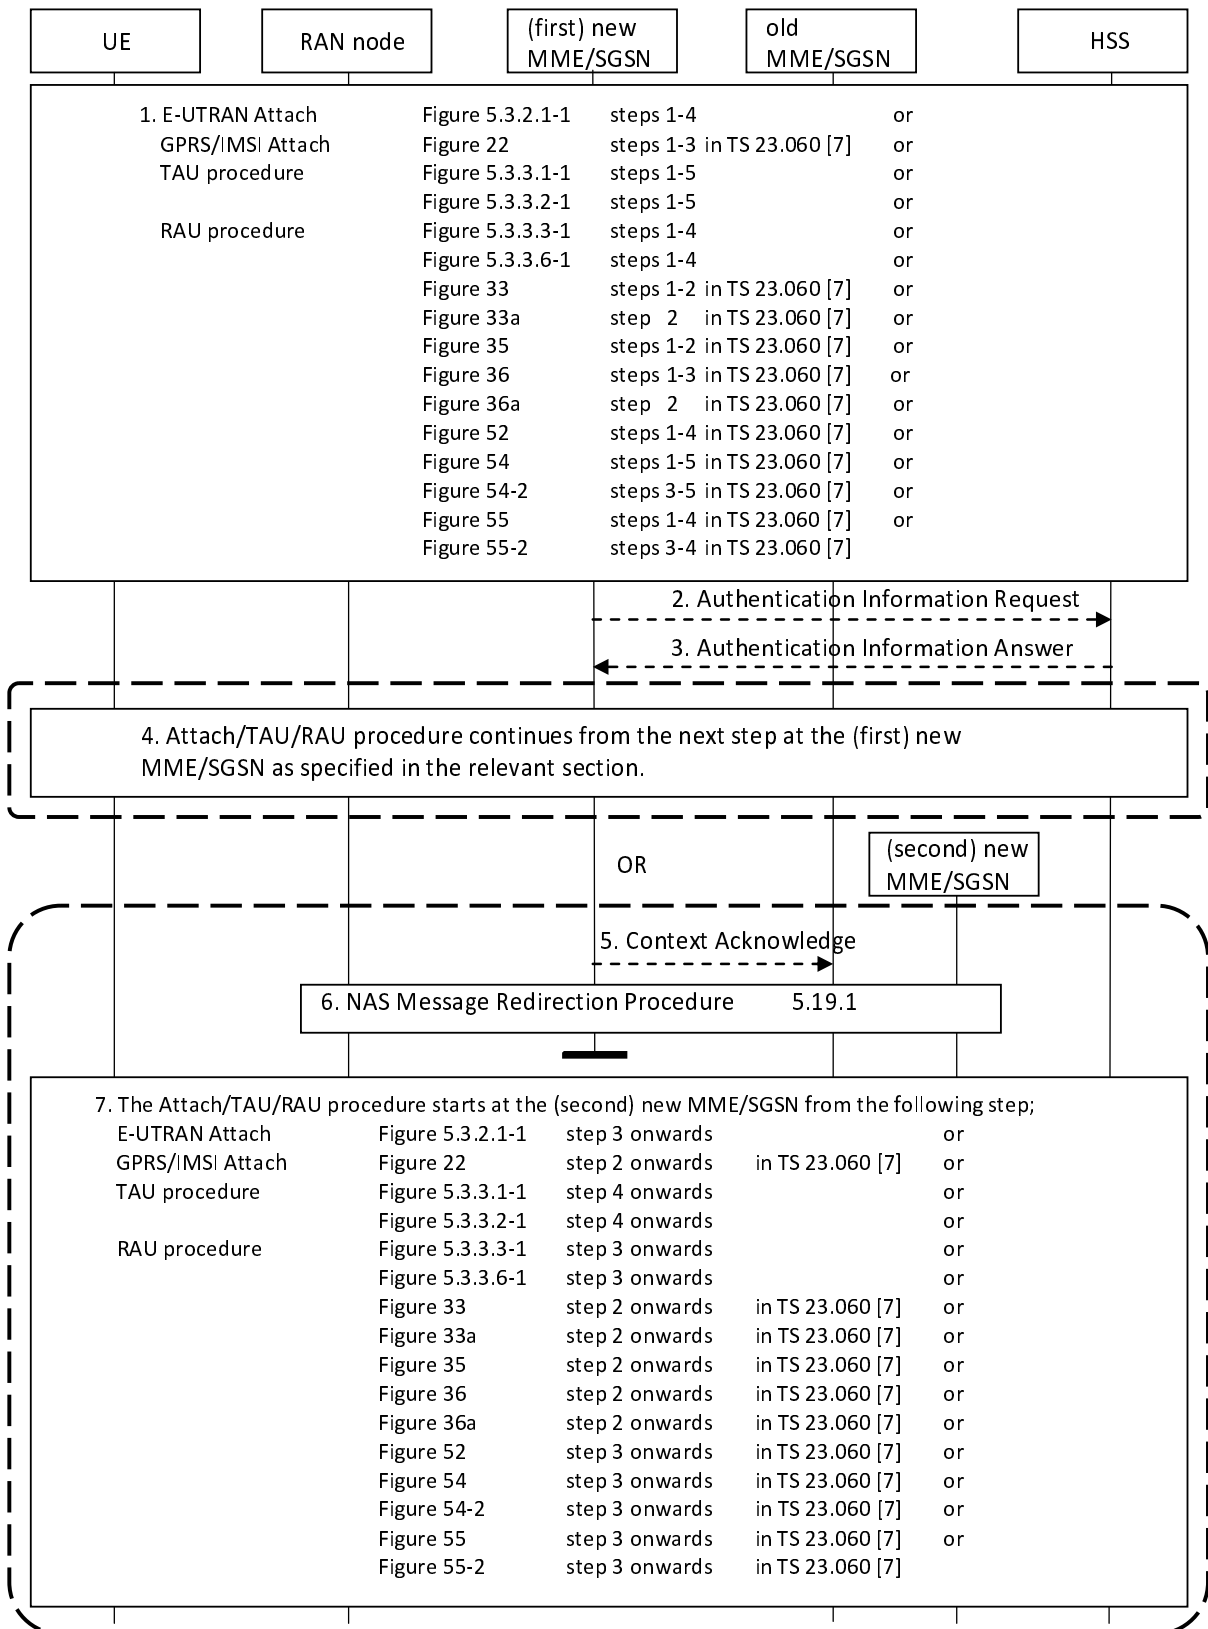 UE
RAN node
(first) new
MME/SGSN
old
MME/SGSN
HSS
1. E-UTRAN Attach Figure 5.3.2.1-1 steps 1-4 or
GPRS/IMSI Attach Figure 22 steps 1-3 in TS 23.060 [7] or
TAU procedure Figure 5.3.3.1-1 steps 1-5 or
Figure 5.3.3.2-1 steps 1-5 or
RAU procedure Figure 5.3.3.3-1 steps 1-4 or
Figure 5.3.3.6-1 steps 1-4 or
Figure 33 steps 1-2 in TS 23.060 [7] or
Figure 33a step 2 in TS 23.060 [7] or
Figure 35 steps 1-2 in TS 23.060 [7] or
Figure 36 steps 1-3 in TS 23.060 [7] or
Figure 36a step 2 in TS 23.060 [7] or
Figure 52 steps 1-4 in TS 23.060 [7] or
Figure 54 steps 1-5 in TS 23.060 [7] or
Figure 54-2 steps 3-5 in TS 23.060 [7] or
Figure 55 steps 1-4 in TS 23.060 [7] or
Figure 55-2 steps 3-4 in TS 23.060 [7]
2. Authentication Information Request
3. Authentication Information Answer
4. Attach/TAU/RAU procedure continues from the next step at the (first) new
MME/SGSN as specified in the relevant section.
OR
(second) new
MME/SGSN
5. Context Acknowledge
6. NAS Message Redirection Procedure 5.19.1
7. The Attach/TAU/RAU procedure starts at the (second) new MME/SGSN from the following step;
E-UTRAN Attach Figure 5.3.2.1-1 step 3 onwards or
GPRS/IMSI Attach Figure 22 step 2 onwards in TS 23.060 [7] or
TAU procedure Figure 5.3.3.1-1 step 4 onwards or
Figure 5.3.3.2-1 step 4 onwards or
RAU procedure Figure 5.3.3.3-1 step 3 onwards or
Figure 5.3.3.6-1 step 3 onwards or
Figure 33 step 2 onwards in TS 23.060 [7] or
Figure 33a step 2 onwards in TS 23.060 [7] or
Figure 35 step 2 onwards in TS 23.060 [7] or
Figure 36 step 2 onwards in TS 23.060 [7] or
Figure 36a step 2 onwards in TS 23.060 [7] or
Figure 52 step 3 onwards in TS 23.060 [7] or
Figure 54 step 3 onwards in TS 23.060 [7] or
Figure 54-2 step 3 onwards in TS 23.060 [7] or
Figure 55 step 3 onwards in TS 23.060 [7] or
Figure 55-2 step 3 onwards in TS 23.060 [7]